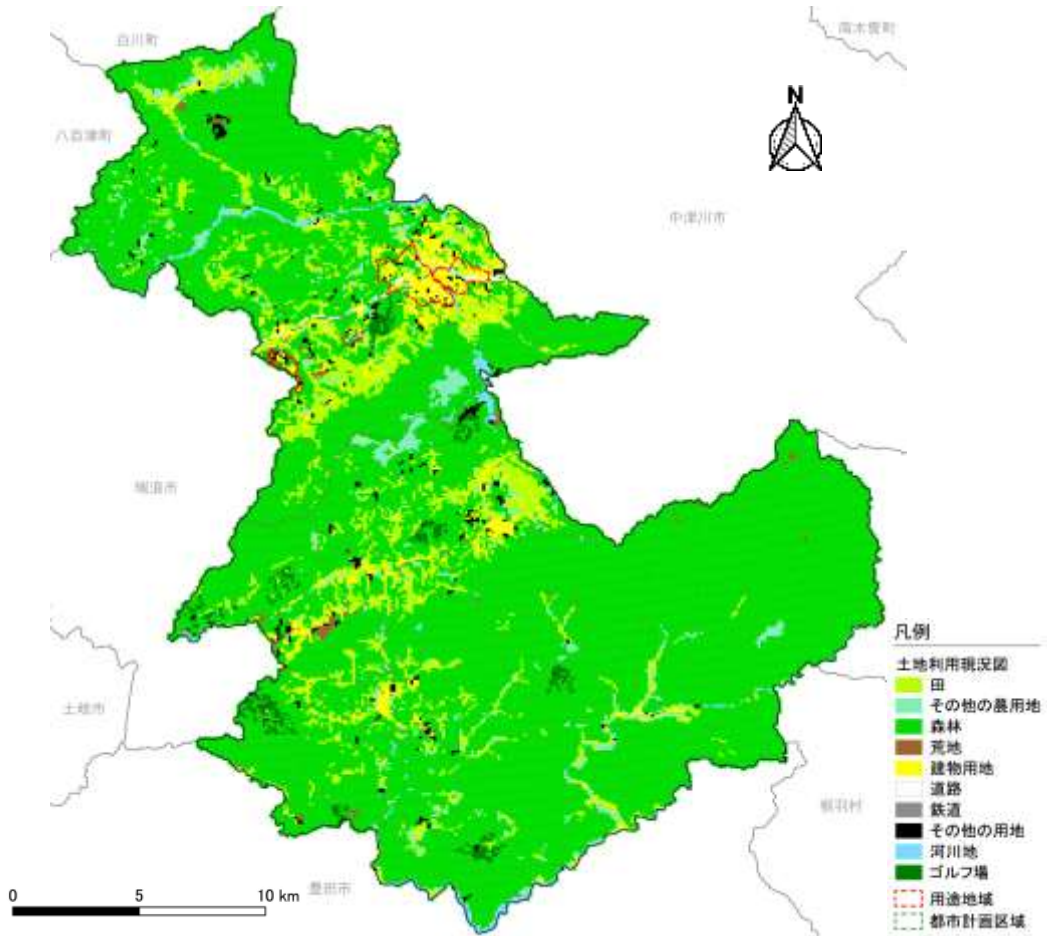 白川町
南木曽町
N
八百津町
中津川市
瑞浪市
凡例
土地利用現況図
田
その他の農用地
森林
荒地
建物用地
道路
鉄道
その他の用地
河川地
ゴルフ場
用途地域
都市計画区域
土岐市
根羽村
豊田市
0 5 10 km